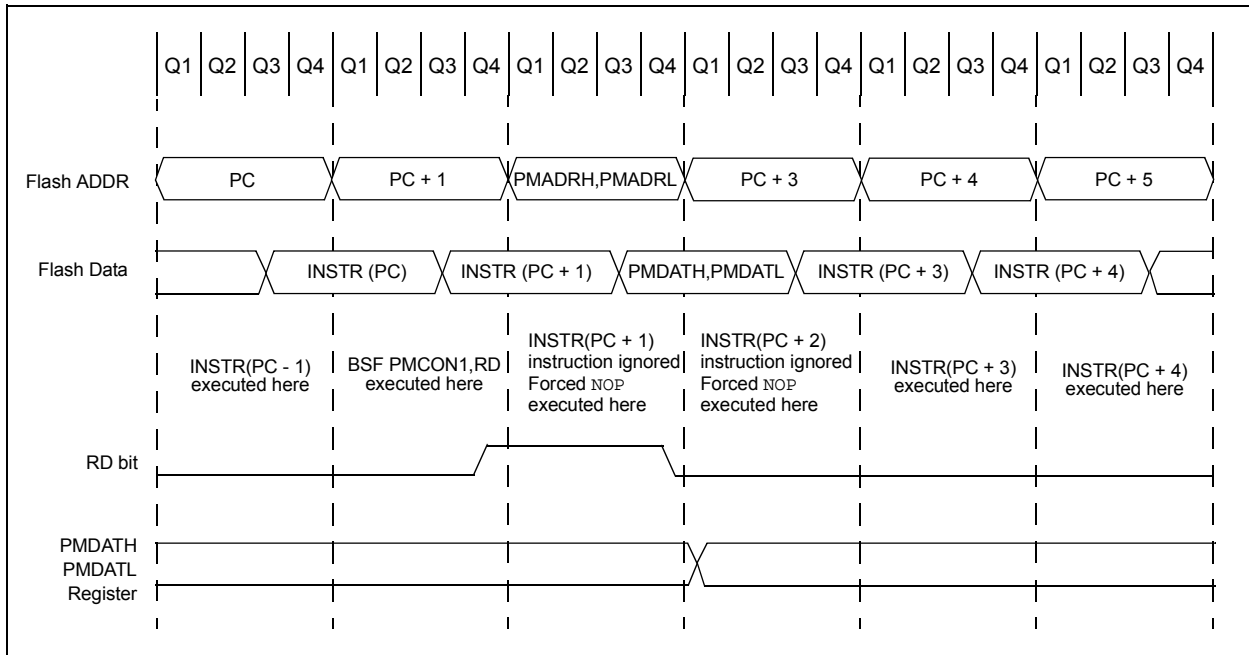 Q1 Q2 Q3 Q4 Q1 Q2 Q3 Q4 Q1 Q2 Q3 Q4 Q1 Q2 Q3 Q4 Q1 Q2 Q3 Q4 Q1 Q2 Q3 Q4
Flash ADDR
PC
PC + 1
PMADRH,PMADRL
PC + 3
PC + 4
PC + 5
Flash Data
INSTR (PC)
INSTR (PC + 1)
PMDATH,PMDATL
INSTR (PC + 3)
INSTR (PC + 4)
INSTR(PC - 1)
executed here
BSF PMCON1,RD
executed here
INSTR(PC + 1)
instruction ignored
Forced NOP
executed here
INSTR(PC + 2)
instruction ignored
Forced NOP
executed here
INSTR(PC + 3)
executed here
INSTR(PC + 4)
executed here
RD bit
PMDATH
PMDATL
Register